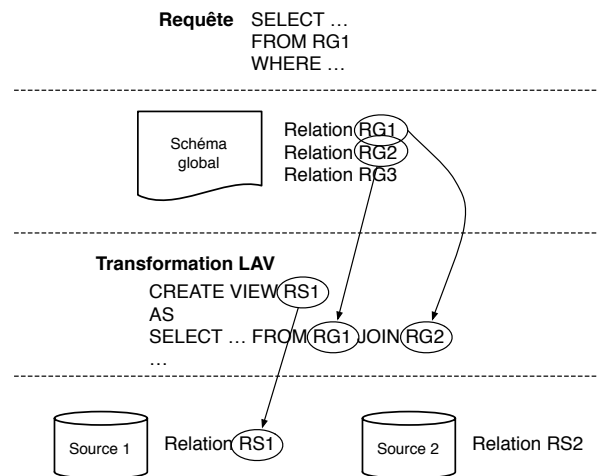 Requête SELECT …
FROM RG1
WHERE …
Schéma
global
Relation RG1
Relation RG2
Relation RG3
Transformation LAV
CREATE VIEW RS1
AS
SELECT … FROM RG1 JOIN RG2
…
Source 1
Relation RS1
Source 2
Relation RS2